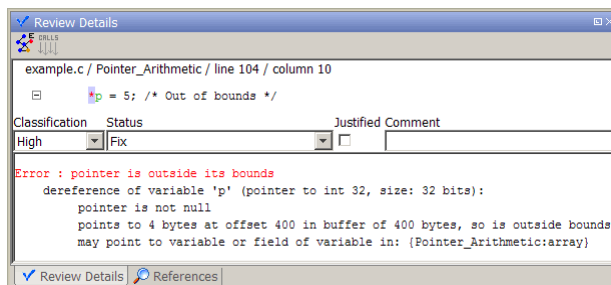 Review Details
E CALLS
example.c / Pointer_Arithmetic / line 104 / column 10
*p = 5; /* Out of bounds */
Classification Status Justified Comment
High Fix
Error : pointer is outside its bounds
dereference of variable 'p' (pointer to int 32, size: 32 bits):
pointer is not null
points to 4 bytes at offset 400 in buffer of 400 bytes, so is outside bounds
may point to variable or field of variable in: {Pointer_Arithmetic:array}
Review Details References